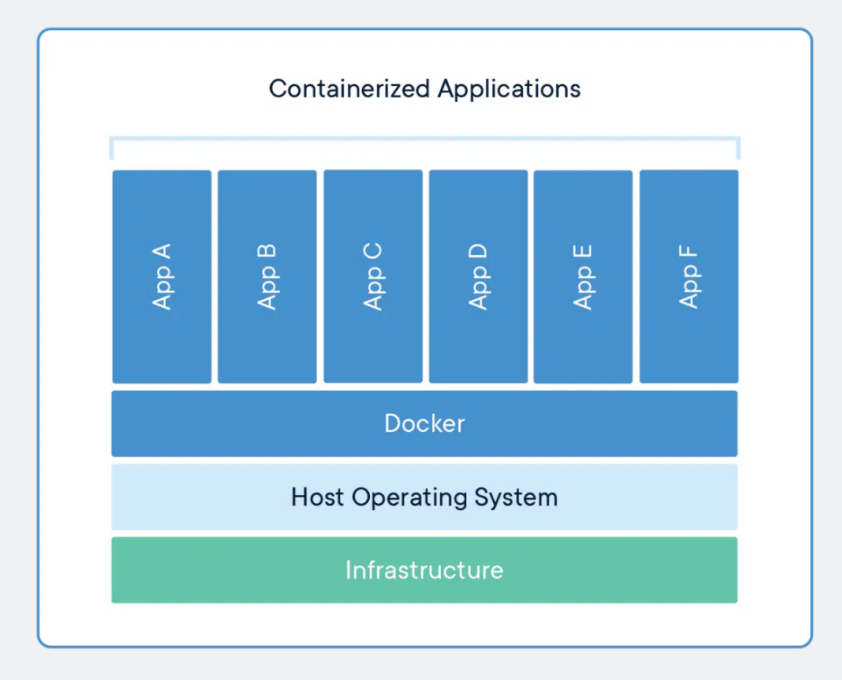 Containerized Applications
App A
App B
App C
App D
App E
App F
Docker
Host Operating System
Infrastructure